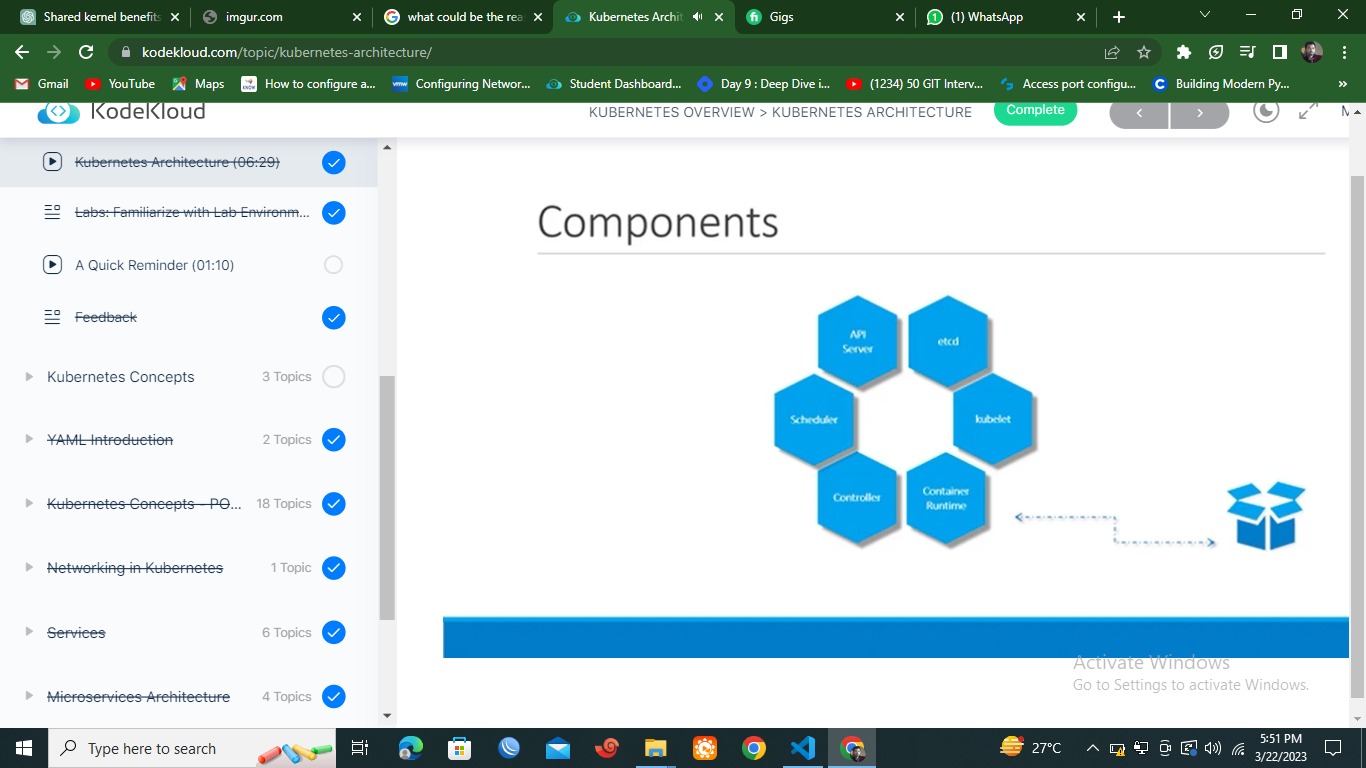 Shared kernel benefits
imgur.com
what could be the rea
Kubernetes Archit
Gigs
(1) WhatsApp
kodekloud.com/topic/kubernetes-architecture/
Gmail
YouTube
Maps
How to configure a...
Configuring Networ...
Student Dashboard...
Day 9 : Deep Dive i...
(1234) 50 GIT Interv...
Access port configu...
Building Modern Py...
»
KodeKloud
KUBERNETES OVERVIEW > KUBERNETES ARCHITECTURE
Complete
Kubernetes Architecture (06:29)
Labs: Familiarize with Lab Environm...
A Quick Reminder (01:10)
Feedback
Kubernetes Concepts 3 Topics
YAML Introduction 2 Topics
Kubernetes Concepts - PO... 18 Topics
Networking in Kubernetes 1 Topic
Services 6 Topics
Microservices Architecture 4 Topics
Components
API
Server
etcd
Scheduler
kubelet
Controller
Container
Runtime
Activate Windows
Go to Settings to activate Windows.
Type here to search
27°C
5:51 PM
3/22/2023